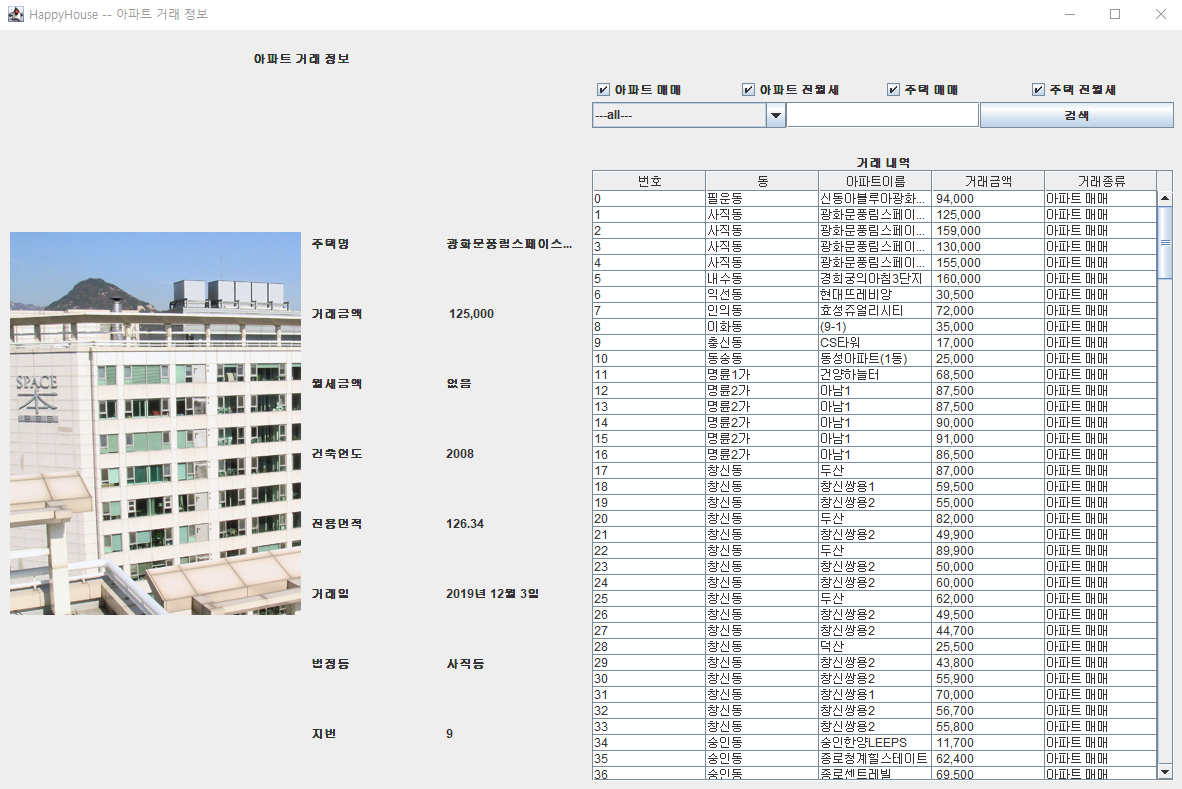 HappyHouse -- 아파트 거래 정보
아파트 거래 정보
아파트 매매 아파트 전월세 주택 매매 주택 전월세
---all--- 검색
거래 내역
번호 동 아파트이름 거래금액 거래종류
0 필운동 신동아블루아광화... 94,000 아파트 매매
1 사직동 광화문풍림스페이... 125,000 아파트 매매
2 사직동 광화문풍림스페이... 159,000 아파트 매매
3 사직동 광화문풍림스페이... 130,000 아파트 매매
4 사직동 광화문풍림스페이... 155,000 아파트 매매
5 내수동 경희궁의아침3단지 160,000 아파트 매매
6 익선동 현대뜨레비앙 30,500 아파트 매매
7 인의동 효성쥬얼리시티 72,000 아파트 매매
8 이화동 (9-1) 35,000 아파트 매매
9 충신동 CS타워 17,000 아파트 매매
10 동숭동 동성아파트(1동) 25,000 아파트 매매
11 명륜1가 건양하늘터 68,500 아파트 매매
12 명륜2가 아남1 87,500 아파트 매매
13 명륜2가 아남1 87,500 아파트 매매
14 명륜2가 아남1 90,000 아파트 매매
15 명륜2가 아남1 91,000 아파트 매매
16 명륜2가 아남1 86,500 아파트 매매
17 창신동 두산 87,000 아파트 매매
18 창신동 창신쌍용1 59,500 아파트 매매
19 창신동 창신쌍용2 55,000 아파트 매매
20 창신동 두산 82,000 아파트 매매
21 창신동 창신쌍용2 49,900 아파트 매매
22 창신동 두산 89,900 아파트 매매
23 창신동 창신쌍용2 50,000 아파트 매매
24 창신동 창신쌍용2 60,000 아파트 매매
25 창신동 두산 62,000 아파트 매매
26 창신동 창신쌍용2 49,500 아파트 매매
27 창신동 창신쌍용2 44,700 아파트 매매
28 창신동 덕산 25,500 아파트 매매
29 창신동 창신쌍용2 43,800 아파트 매매
30 창신동 창신쌍용2 55,900 아파트 매매
31 창신동 창신쌍용1 70,000 아파트 매매
32 창신동 창신쌍용2 56,700 아파트 매매
33 창신동 창신쌍용2 55,800 아파트 매매
34 숭인동 숭인한양LEEPS 11,700 아파트 매매
35 숭인동 종로청계힐스테이트 62,400 아파트 매매
36 숭인동 종로센트레빌 69,500 아파트 매매
SPACE
本
주택명 광화문풍림스페이스...
거래금액 125,000
월세금액 없음
건축연도 2008
전용면적 126.34
거래일 2019년 12월 3일
법정동 사직동
지번 9